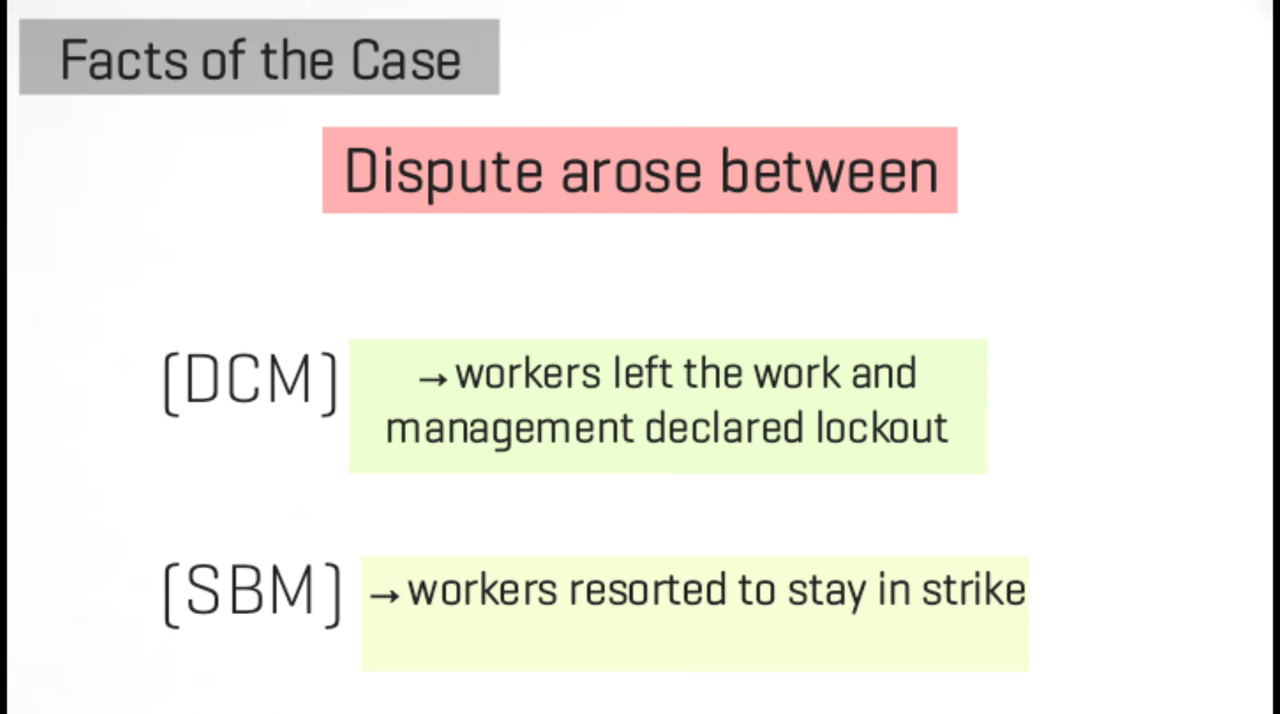 Facts of the Case
Dispute arose between
(DCM)
→workers left the work and
management declared lockout
(SBM)
→workers resorted to stay in strike